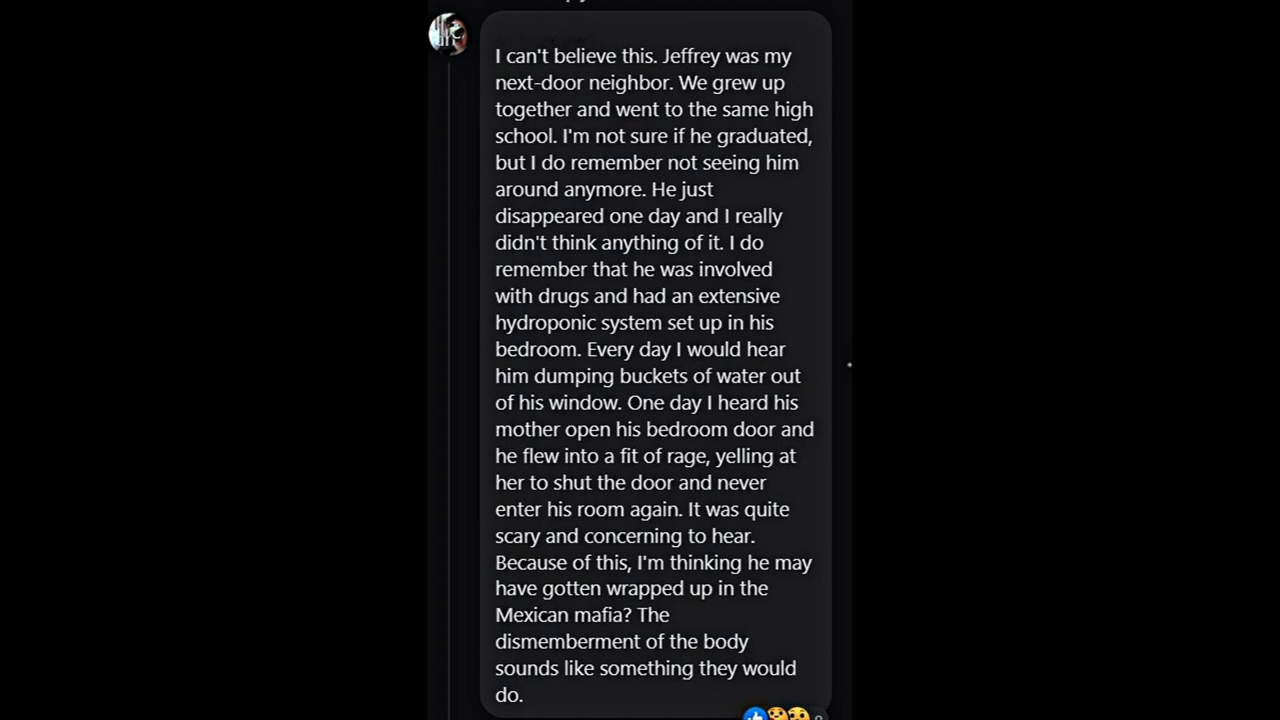 I can't believe this. Jeffrey was my
next-door neighbor. We grew up
together and went to the same high
school. I'm not sure if he graduated,
but I do remember not seeing him
around anymore. He just
disappeared one day and I really
didn't think anything of it. I do
remember that he was involved
with drugs and had an extensive
hydroponic system set up in his
bedroom. Every day I would hear
him dumping buckets of water out
of his window. One day I heard his
mother open his bedroom door and
he flew into a fit of rage, yelling at
her to shut the door and never
enter his room again. It was quite
scary and concerning to hear.
Because of this, I'm thinking he may
have gotten wrapped up in the
Mexican mafia? The
dismemberment of the body
sounds like something they would
do.